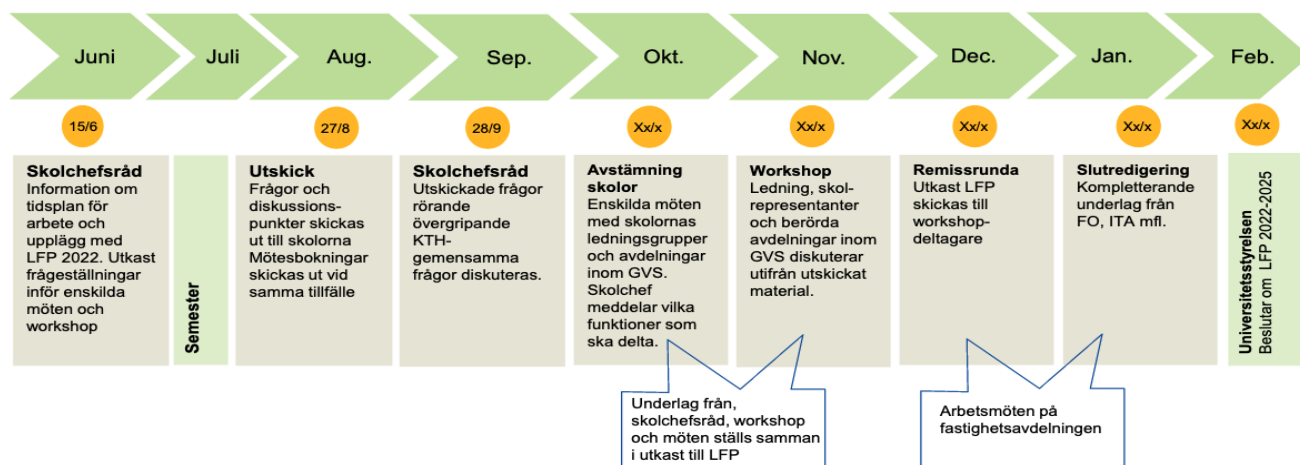 Juni
Juli
Aug.
Sep.
Okt.
Nov.
Dec.
Jan.
Feb.
15/6
27/8
28/9
Xx/x
Xx/x
Xx/x
Xx/x
Xx/x
Skolchefsråd
Information om
tidsplan för
arbete och
upplägg med
LFP 2022. Utkast
frågeställningar
inför enskilda
möten och
workshop
Semester
Utskick
Frågor och
diskussions-
punkter skickas
ut till skolorna
Mötesbokningar
skickas ut vid
samma tillfälle
Skolchefsråd
Utskickade frågor
rörande
övergripande
KTH-
gemensamma
frågor diskuteras.
Avstämning
skolor
Enskilda möten
med skolornas
ledningsgrupper
och avdelningar
inom GVS.
Skolchef
meddelar vilka
funktioner som
ska delta.
Workshop
Ledning, skol-
representanter
och berörda
avdelningar inom
GVS diskuterar
utifrån utskickat
material.
Remissrunda
Utkast LFP
skickas till
workshop-
deltagare
Slutredigering
Kompletterande
underlag från
FO, ITA mfl.
Universitetsstyrelsen
Beslutar om LFP 2022-2025
Underlag från,
skolchefsråd, workshop
och möten ställs samman
i utkast till LFP
Arbetsmöten på
fastighetsavdelningen